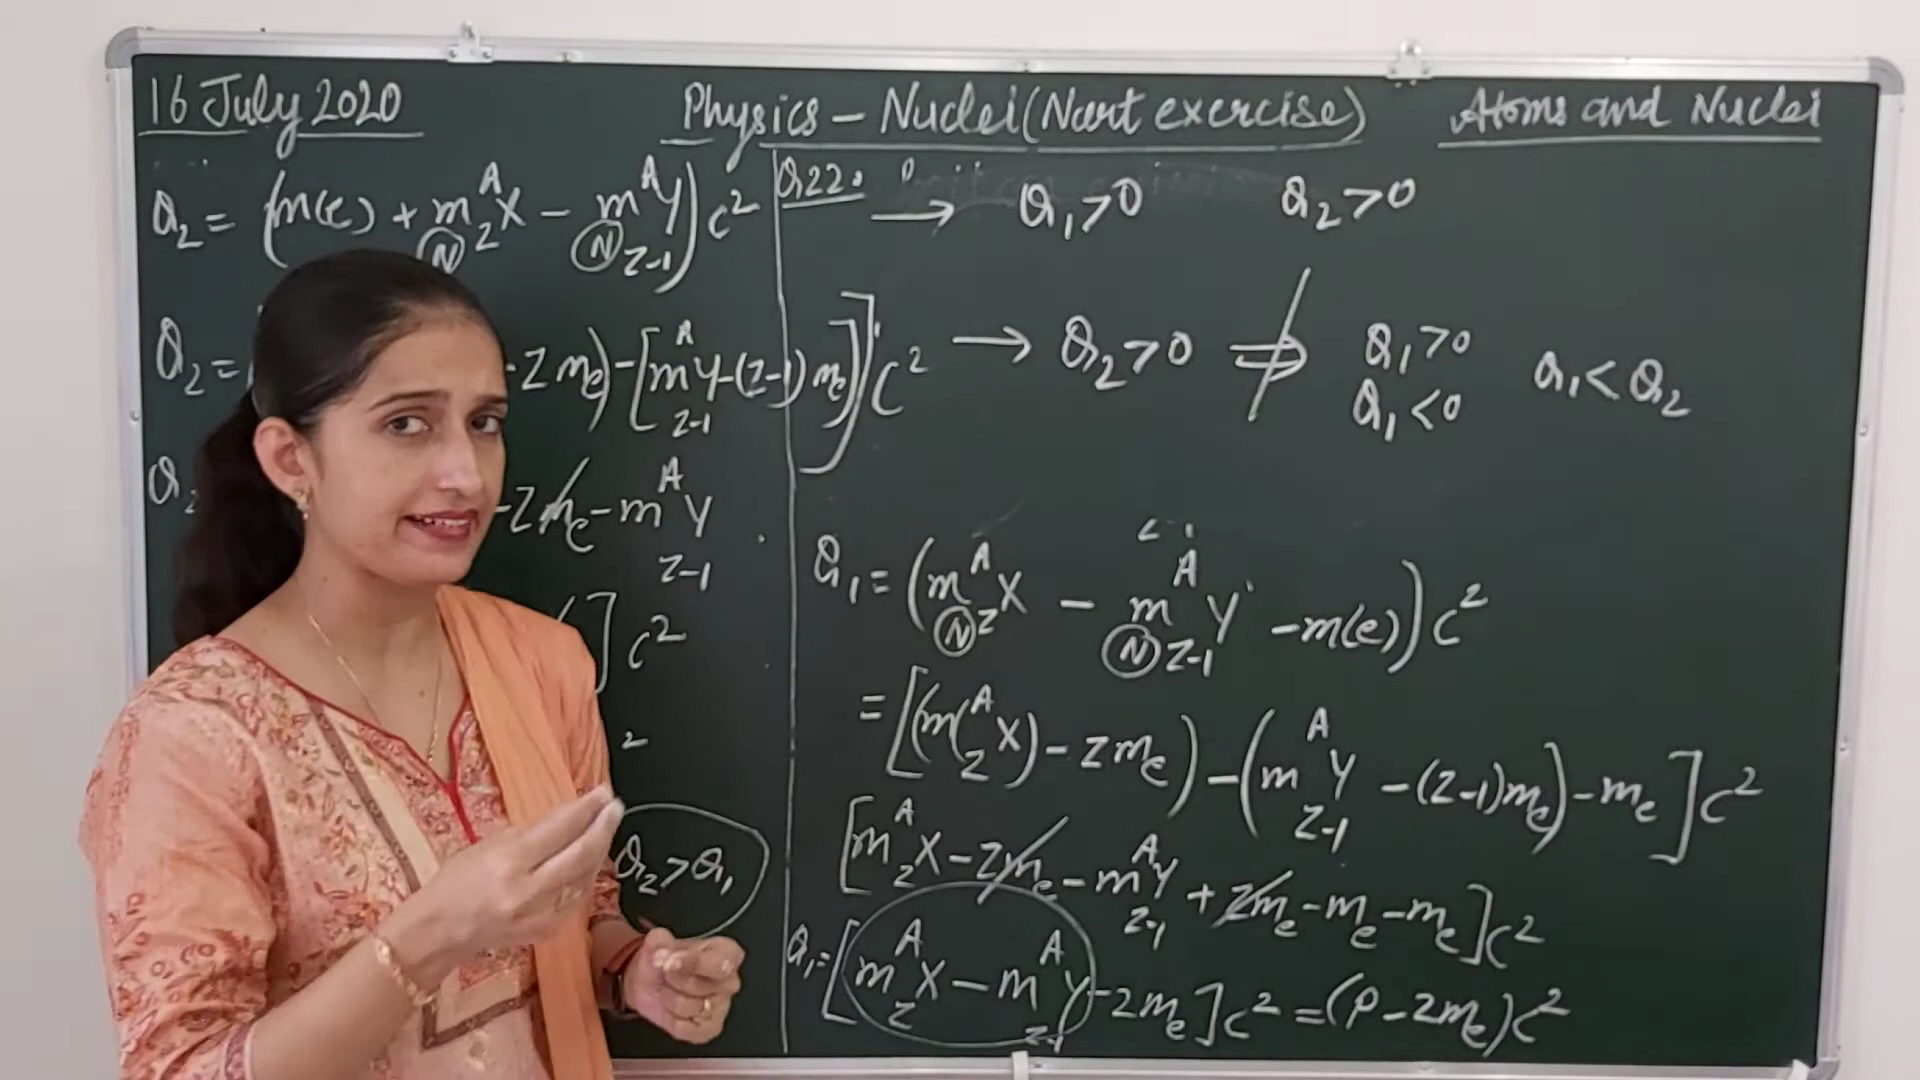 16 July 2020
Physics – Nuclei (Ncert exercise)
Atoms and Nuclei
Q₂ = (m(e) + m ᴬ_Z X – m ᴬ_Z-1 Y) c²
N N
Q₂ = - Z mₑ) - [m ᴬ_Z-1 Y - (Z-1) mₑ]] c²
Q₂ - Z mₑ - m ᴬ_Z-1 Y
] c²
²
Q₂ > Q₁
Q22.
→ Q₁ > 0 Q₂ > 0
→ Q₂ > 0 ⇏ Q₁ > 0 Q₁ < Q₂
Q₁ < 0
Q₁ = (m ᴬ_Z X – m ᴬ_Z-1 Y – m(e)) c²
N N
= [(m(ᴬ_Z X) – Z mₑ) – (m ᴬ_Z-1 Y – (Z-1) mₑ) – mₑ] c²
[m ᴬ_Z X – Z mₑ – m ᴬ_Z-1 Y + Z mₑ – mₑ – mₑ] c²
Q₁ = [m ᴬ_Z X – m ᴬ_Z-1 Y – 2mₑ] c² = (P – 2mₑ) c²